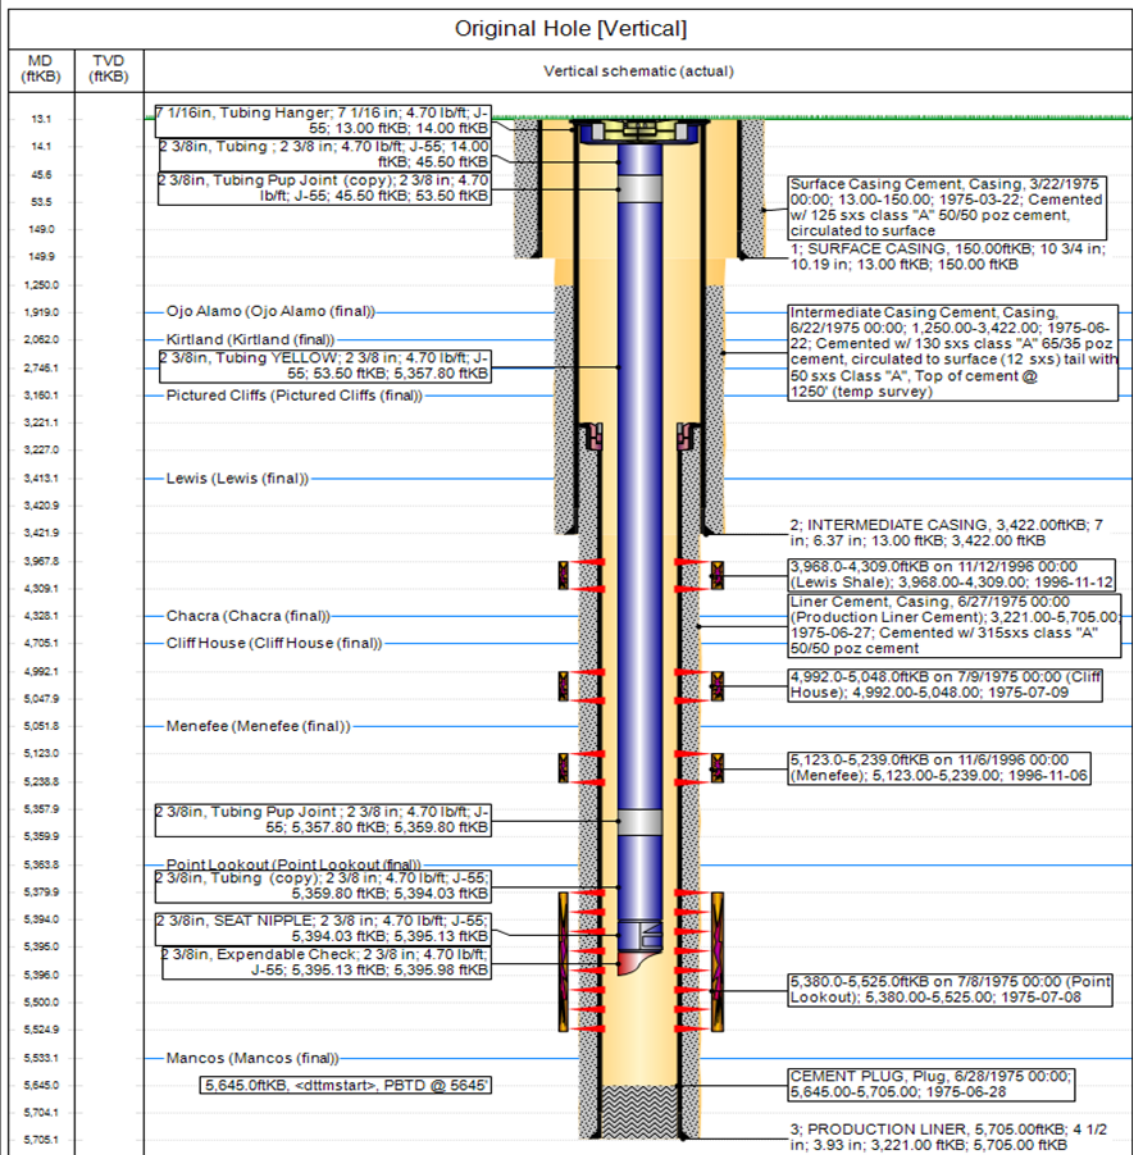 Original Hole [Vertical]
MD
(ftKB)
TVD
(ftKB)
Vertical schematic (actual)
13.1
14.1
45.6
53.5
149.0
149.9
1,250.0
1,919.0
2,062.0
2,746.1
3,160.1
3,221.1
3,227.0
3,413.1
3,420.9
3,421.9
3,967.8
4,309.1
4,328.1
4,705.1
4,992.1
5,047.9
5,051.8
5,123.0
5,238.8
5,357.9
5,359.9
5,363.8
5,379.9
5,394.0
5,395.0
5,396.0
5,500.0
5,524.9
5,533.1
5,645.0
5,704.1
5,705.1
7 1/16in, Tubing Hanger; 7 1/16 in; 4.70 lb/ft; J-
55; 13.00 ftKB; 14.00 ftKB
2 3/8in, Tubing ; 2 3/8 in; 4.70 lb/ft; J-55; 14.00
ftKB; 45.50 ftKB
2 3/8in, Tubing Pup Joint (copy); 2 3/8 in; 4.70
lb/ft; J-55; 45.50 ftKB; 53.50 ftKB
Ojo Alamo (Ojo Alamo (final))
Kirtland (Kirtland (final))
2 3/8in, Tubing YELLOW; 2 3/8 in; 4.70 lb/ft; J-
55; 53.50 ftKB; 5,357.80 ftKB
Pictured Cliffs (Pictured Cliffs (final))
Lewis (Lewis (final))
Chacra (Chacra (final))
Cliff House (Cliff House (final))
Menefee (Menefee (final))
2 3/8in, Tubing Pup Joint ; 2 3/8 in; 4.70 lb/ft; J-
55; 5,357.80 ftKB; 5,359.80 ftKB
Point Lookout (Point Lookout (final))
2 3/8in, Tubing (copy); 2 3/8 in; 4.70 lb/ft; J-55;
5,359.80 ftKB; 5,394.03 ftKB
2 3/8in, SEAT NIPPLE; 2 3/8 in; 4.70 lb/ft; J-55;
5,394.03 ftKB; 5,395.13 ftKB
2 3/8in, Expendable Check; 2 3/8 in; 4.70 lb/ft;
J-55; 5,395.13 ftKB; 5,395.98 ftKB
Mancos (Mancos (final))
5,645.0ftKB, <dttmstart>, PBTD @ 5645'
Surface Casing Cement, Casing, 3/22/1975
00:00; 13.00-150.00; 1975-03-22; Cemented
w/ 125 sxs class "A" 50/50 poz cement,
circulated to surface
1; SURFACE CASING, 150.00ftKB; 10 3/4 in;
10.19 in; 13.00 ftKB; 150.00 ftKB
Intermediate Casing Cement, Casing,
6/22/1975 00:00; 1,250.00-3,422.00; 1975-06-
22; Cemented w/ 130 sxs class "A" 65/35 poz
cement, circulated to surface (12 sxs) tail with
50 sxs Class "A", Top of cement @
1250' (temp survey)
2; INTERMEDIATE CASING, 3,422.00ftKB; 7
in; 6.37 in; 13.00 ftKB; 3,422.00 ftKB
3,968.0-4,309.0ftKB on 11/12/1996 00:00
(Lewis Shale); 3,968.00-4,309.00; 1996-11-12
Liner Cement, Casing, 6/27/1975 00:00
(Production Liner Cement); 3,221.00-5,705.00;
1975-06-27; Cemented w/ 315sxs class "A"
50/50 poz cement
4,992.0-5,048.0ftKB on 7/9/1975 00:00 (Cliff
House); 4,992.00-5,048.00; 1975-07-09
5,123.0-5,239.0ftKB on 11/6/1996 00:00
(Menefee); 5,123.00-5,239.00; 1996-11-06
5,380.0-5,525.0ftKB on 7/8/1975 00:00 (Point
Lookout); 5,380.00-5,525.00; 1975-07-08
CEMENT PLUG, Plug, 6/28/1975 00:00;
5,645.00-5,705.00; 1975-06-28
3; PRODUCTION LINER, 5,705.00ftKB; 4 1/2
in; 3.93 in; 3,221.00 ftKB; 5,705.00 ftKB